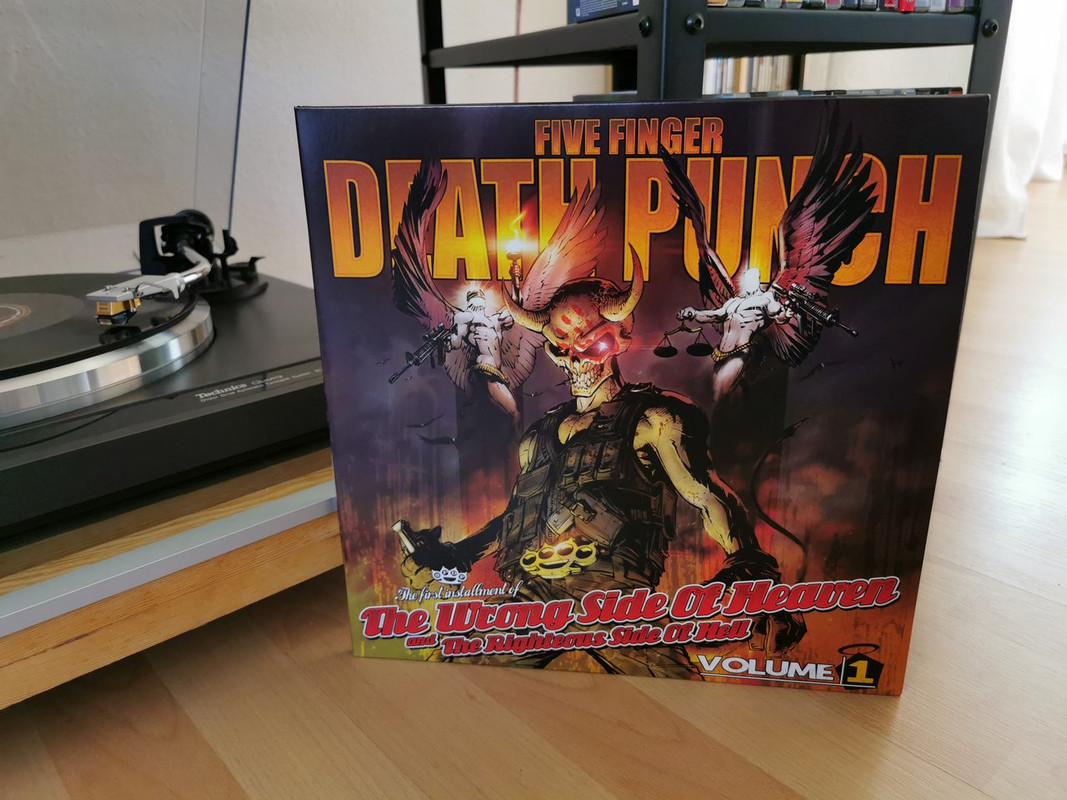 FIVE FINGER
DEATH PUNCH
The first installment of
The Wrong Side Of Heaven
and The Righteous Side Of Hell
VOLUME 1
Technics